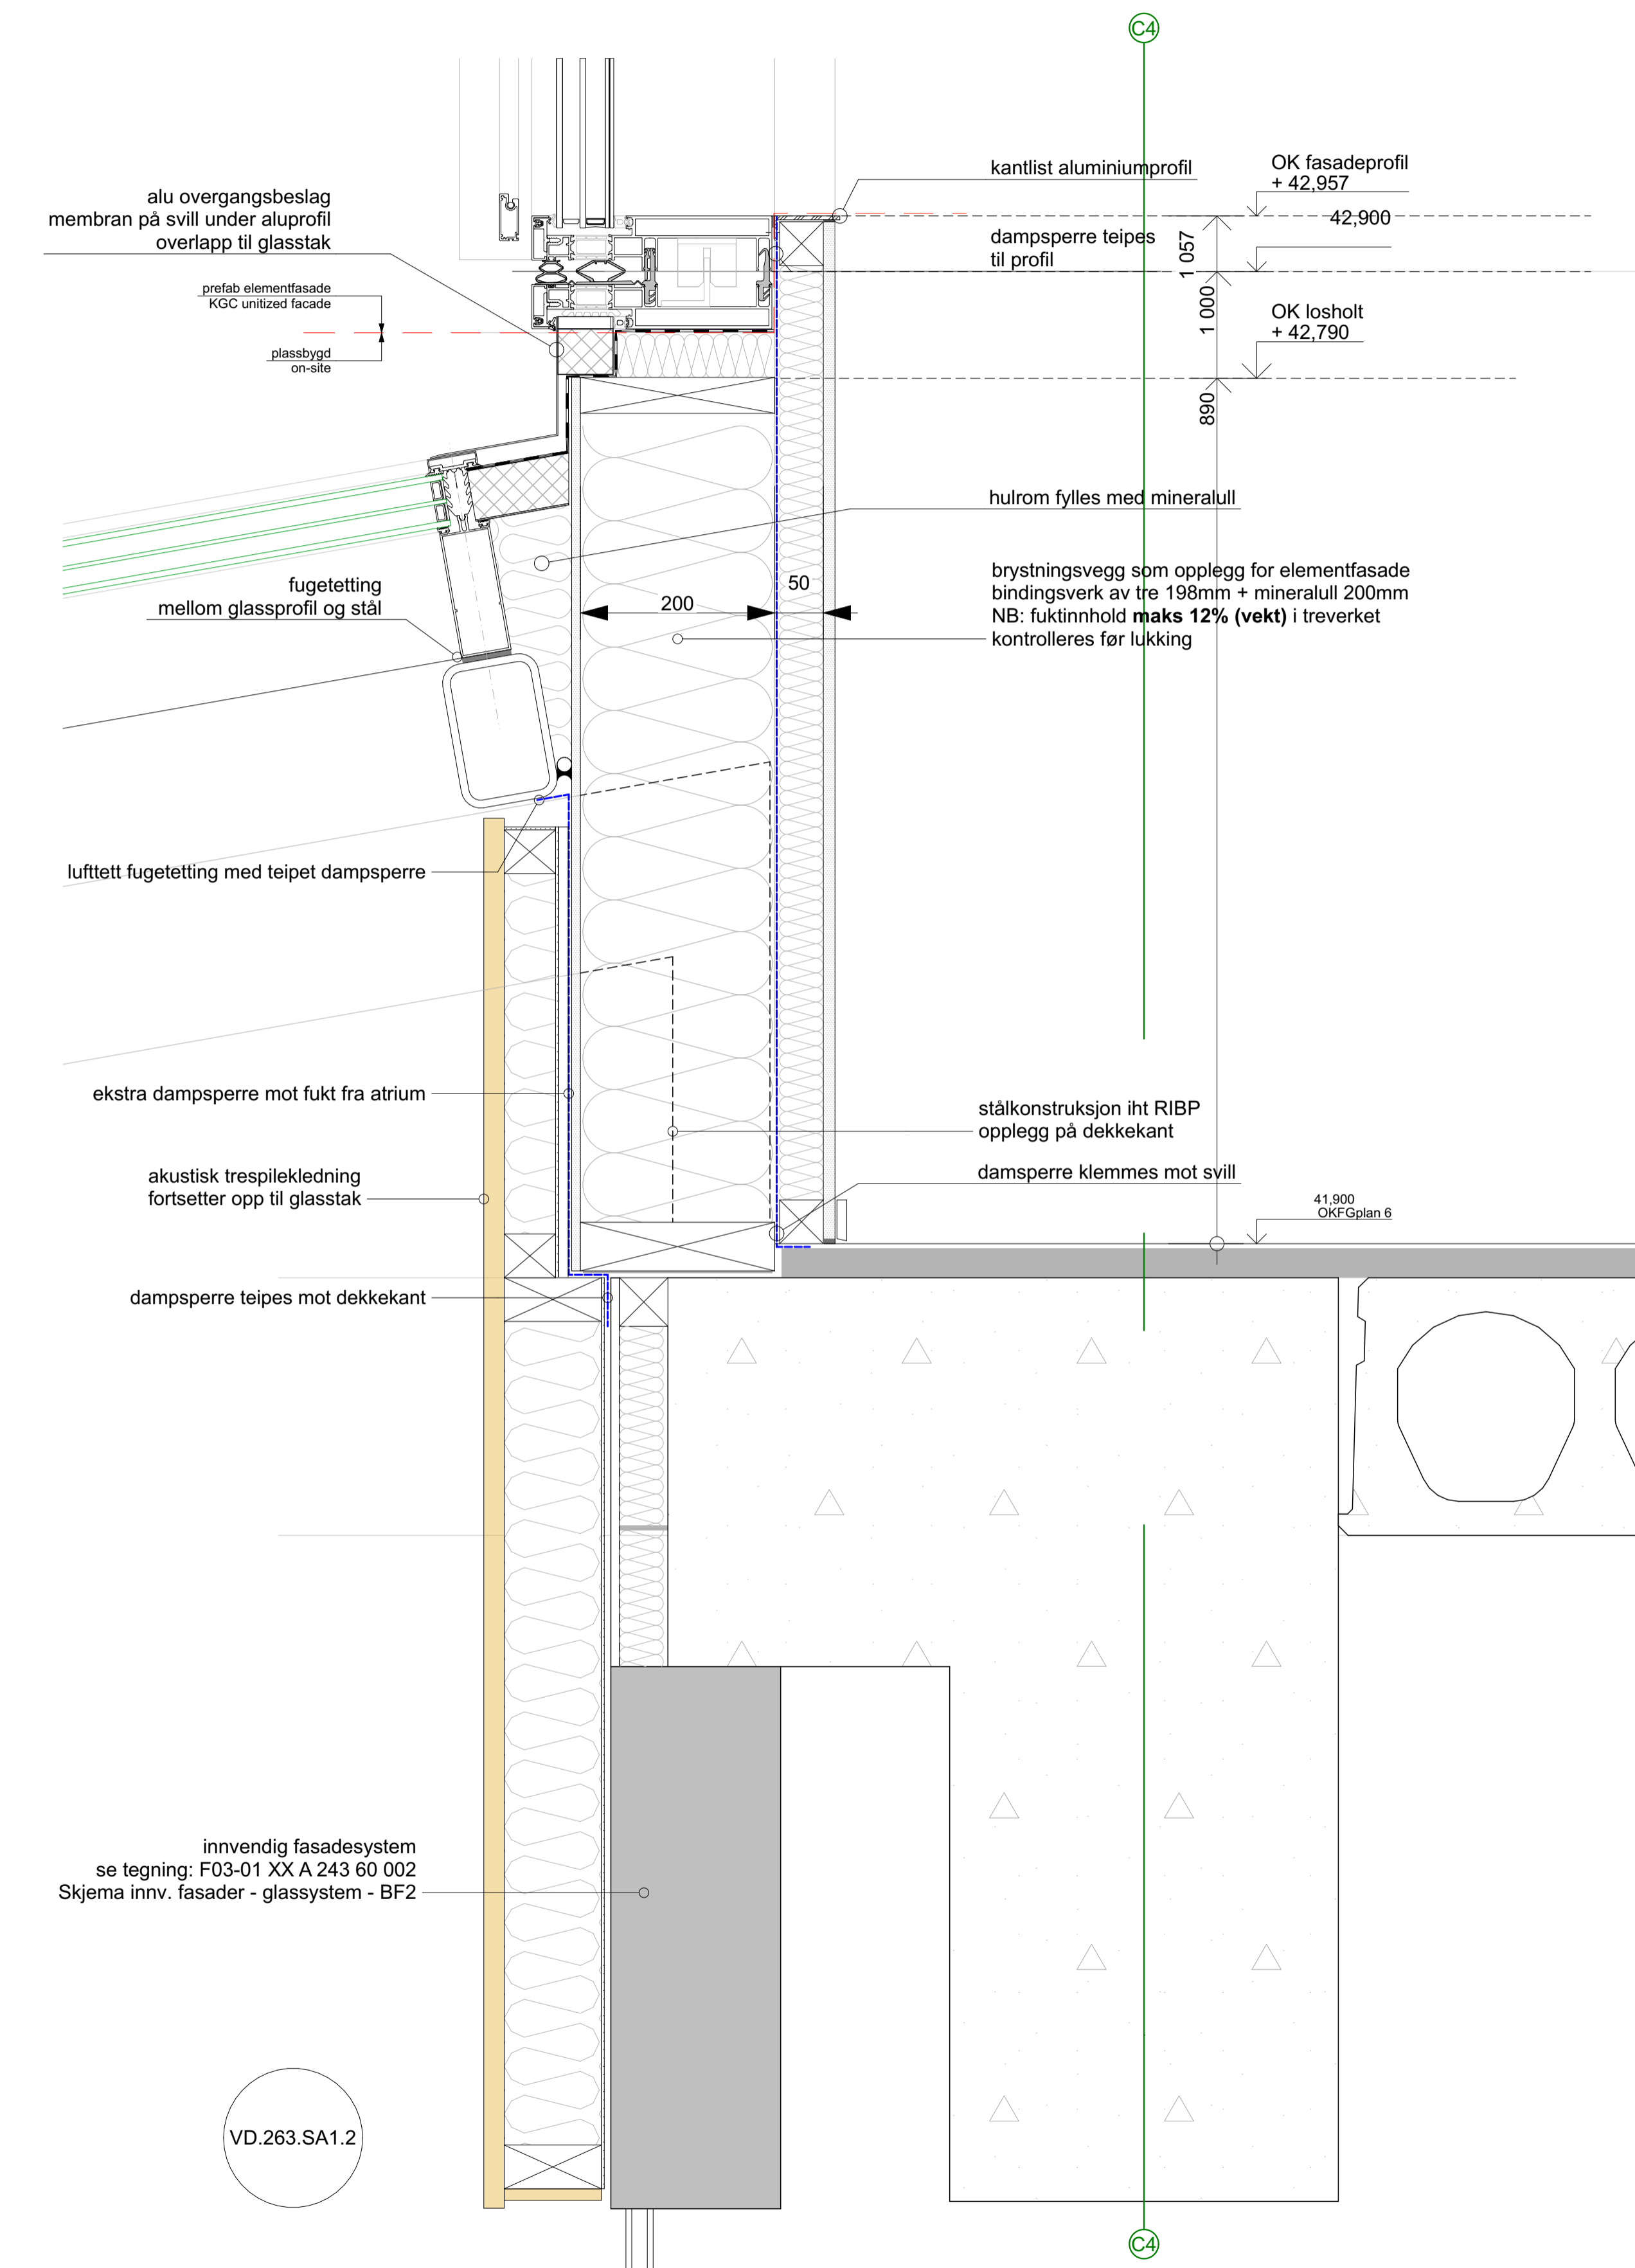 C4
kantlist aluminiumprofil
OK fasadeprofil
+ 42,957
alu overgangsbeslag
membran på svill under aluprofil
overlapp til glasstak
42,900
dampsperre teipes
til profil
1 057
prefab elementfasade
KGC unitized facade
1 000
OK losholt
+ 42,790
plassbygd
on-site
890
hulrom fylles med mineralull
fugetetting
mellom glassprofil og stål
200
50
brystningsvegg som opplegg for elementfasade
bindingsverk av tre 198mm + mineralull 200mm
NB: fuktinnhold maks 12% (vekt) i treverket
kontrolleres før lukking
lufttett fugetetting med teipet dampsperre
ekstra dampsperre mot fukt fra atrium
stålkonstruksjon iht RIBP
opplegg på dekkekant
akustisk trespilekledning
fortsetter opp til glasstak
damsperre klemmes mot svill
41,900
OKFGplan 6
dampsperre teipes mot dekkekant
innvendig fasadesystem
se tegning: F03-01 XX A 243 60 002
Skjema innv. fasader - glassystem - BF2
VD.263.SA1.2
C4